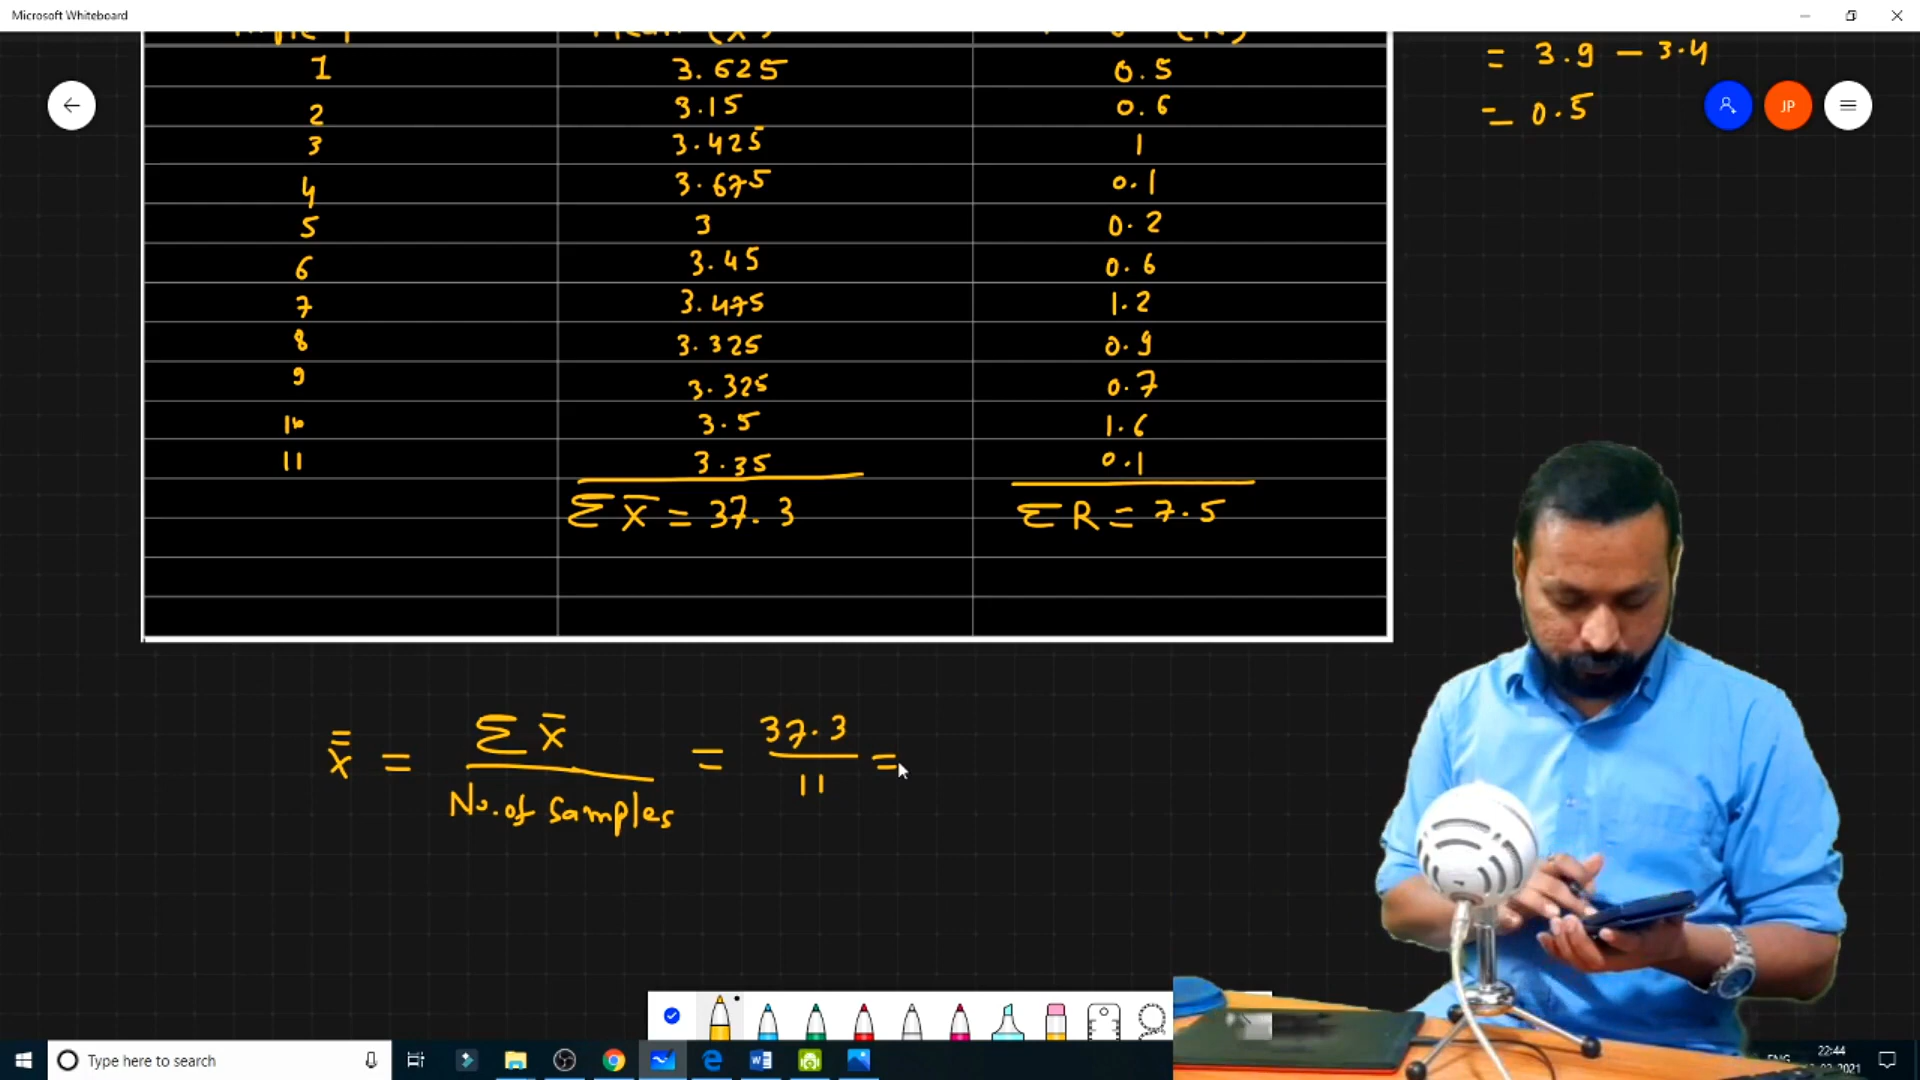 Microsoft Whiteboard
1 3.625 0.5
2 3.15 0.6
3 3.425 1
4 3.675 0.1
5 3 0.2
6 3.45 0.6
7 3.475 1.2
8 3.325 0.9
9 3.325 0.7
10 3.5 1.6
11 3.35 0.1
Σ x̄ = 37.3 Σ R = 7.5
= 3.9 − 3.4
= 0.5
JP
x̿ = Σ x̄ / No. of Samples = 37.3 / 11 =
Type here to search
ENG
22:44